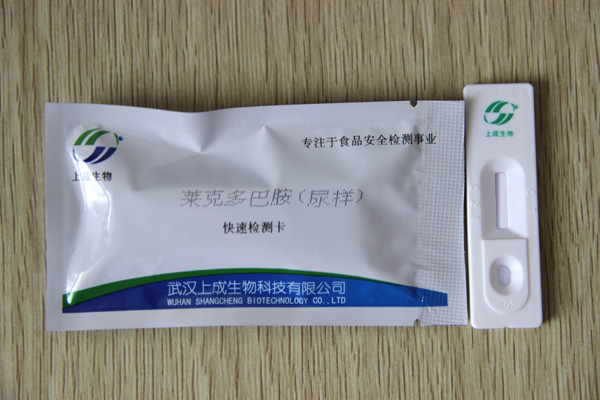 专注于食品安全检测事业
上成生物
莱克多巴胺(尿样)
快速检测卡
武汉上成生物科技有限公司
WUHAN SHANGCHENG BIOTECHNOLOGY CO.,LTD
上成生物